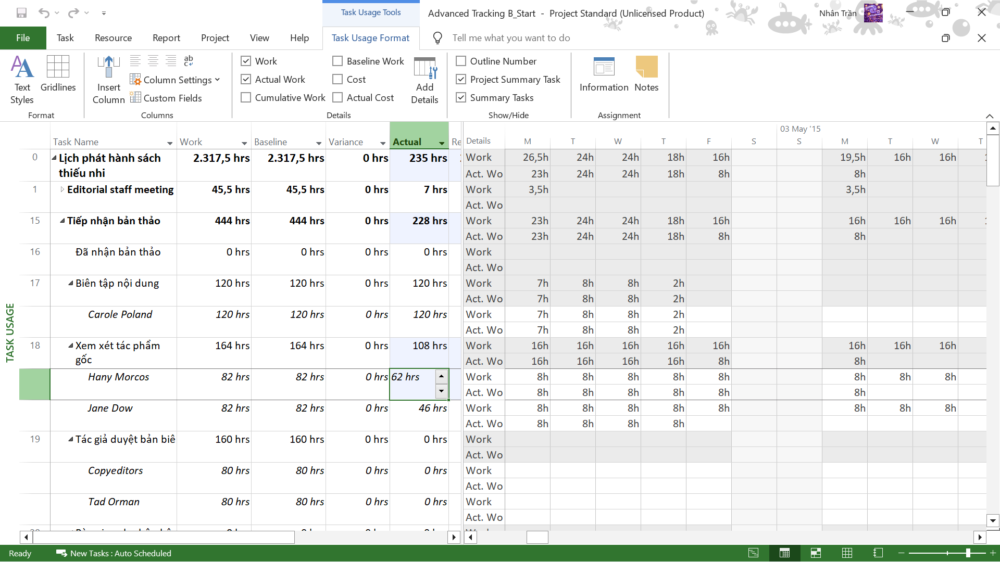 Task Usage Tools
Advanced Tracking B_Start - Project Standard (Unlicensed Product)
Nhân Trần
File Task Resource Report Project View Help Task Usage Format Tell me what you want to do
Text Styles
Gridlines
Format
Insert Column
Column Settings
Custom Fields
Columns
Work
Actual Work
Cumulative Work
Baseline Work
Cost
Actual Cost
Add Details
Details
Outline Number
Project Summary Task
Summary Tasks
Show/Hide
Information
Notes
Assignment
03 May '15
Task Name Work Baseline Variance Actual Re Details M T W T F S S M T W T
0 Lịch phát hành sách thiếu nhi 2.317,5 hrs 2.317,5 hrs 0 hrs 235 hrs Work 26,5h 24h 24h 18h 16h 19,5h 16h 16h
Act. Wo 23h 24h 24h 18h 8h 8h
1 Editorial staff meeting 45,5 hrs 45,5 hrs 0 hrs 7 hrs Work 3,5h 3,5h
Act. Wo
15 Tiếp nhận bản thảo 444 hrs 444 hrs 0 hrs 228 hrs Work 23h 24h 24h 18h 16h 16h 16h 16h
Act. Wo 23h 24h 24h 18h 8h 8h
16 Đã nhận bản thảo 0 hrs 0 hrs 0 hrs 0 hrs Work
Act. Wo
17 Biên tập nội dung 120 hrs 120 hrs 0 hrs 120 hrs Work 7h 8h 8h 2h
Act. Wo 7h 8h 8h 2h
Carole Poland 120 hrs 120 hrs 0 hrs 120 hrs Work 7h 8h 8h 2h
Act. Wo 7h 8h 8h 2h
18 Xem xét tác phẩm gốc 164 hrs 164 hrs 0 hrs 108 hrs Work 16h 16h 16h 16h 16h 16h 16h 16h
Act. Wo 16h 16h 16h 16h 8h 8h
Hany Morcos 82 hrs 82 hrs 0 hrs 62 hrs Work 8h 8h 8h 8h 8h 8h 8h 8h
Act. Wo 8h 8h 8h 8h 8h 8h
Jane Dow 82 hrs 82 hrs 0 hrs 46 hrs Work 8h 8h 8h 8h 8h 8h 8h 8h
Act. Wo 8h 8h 8h 8h
19 Tác giả duyệt bản biê 160 hrs 160 hrs 0 hrs 0 hrs Work
Act. Wo
Copyeditors 80 hrs 80 hrs 0 hrs 0 hrs Work
Act. Wo
Tad Orman 80 hrs 80 hrs 0 hrs 0 hrs Work
Act. Wo
TASK USAGE
Ready New Tasks : Auto Scheduled